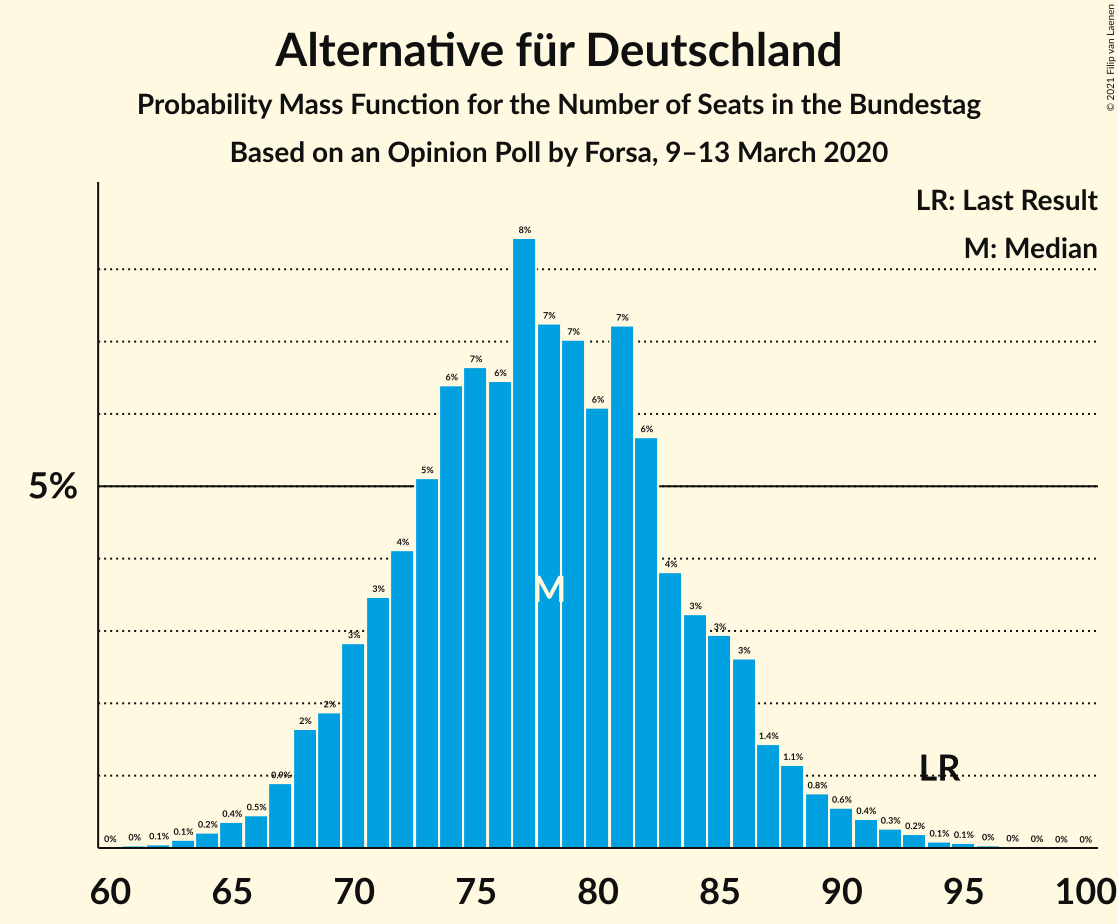 Alternative für Deutschland
Probability Mass Function for the Number of Seats in the Bundestag
Based on an Opinion Poll by Forsa, 9–13 March 2020
© 2021 Filip van Laenen
LR: Last Result
M: Median
5%
0% 0% 0.1% 0.1% 0.2% 0.4% 0.5% 0.9% 2% 2% 3% 3% 4% 5% 6% 7% 6% 8% 7% 7% 6% 7% 6% 4% 3% 3% 3% 1.4% 1.1% 0.8% 0.6% 0.4% 0.3% 0.2% 0.1% 0.1% 0% 0% 0% 0% 0%
M
LR
60 65 70 75 80 85 90 95 100